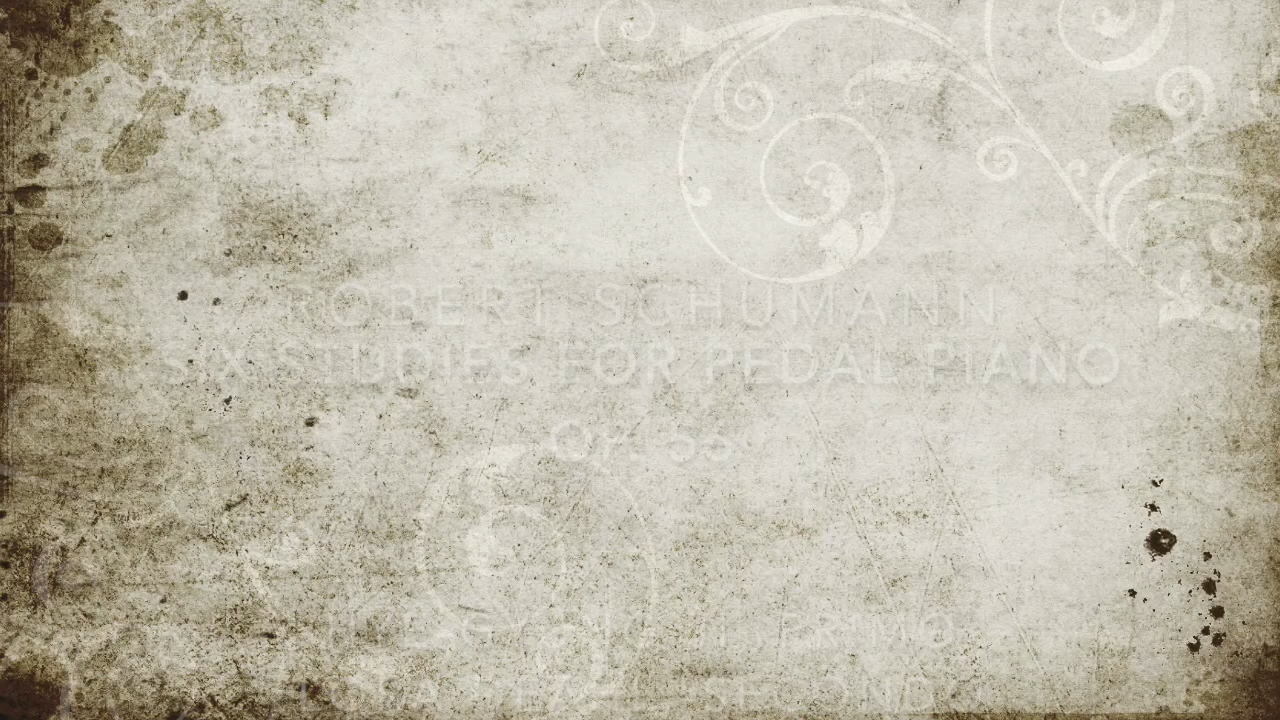 ROBERT SCHUMANN
SIX STUDIES FOR PEDAL PIANO
Op. 56
PRIMO
SECONDO